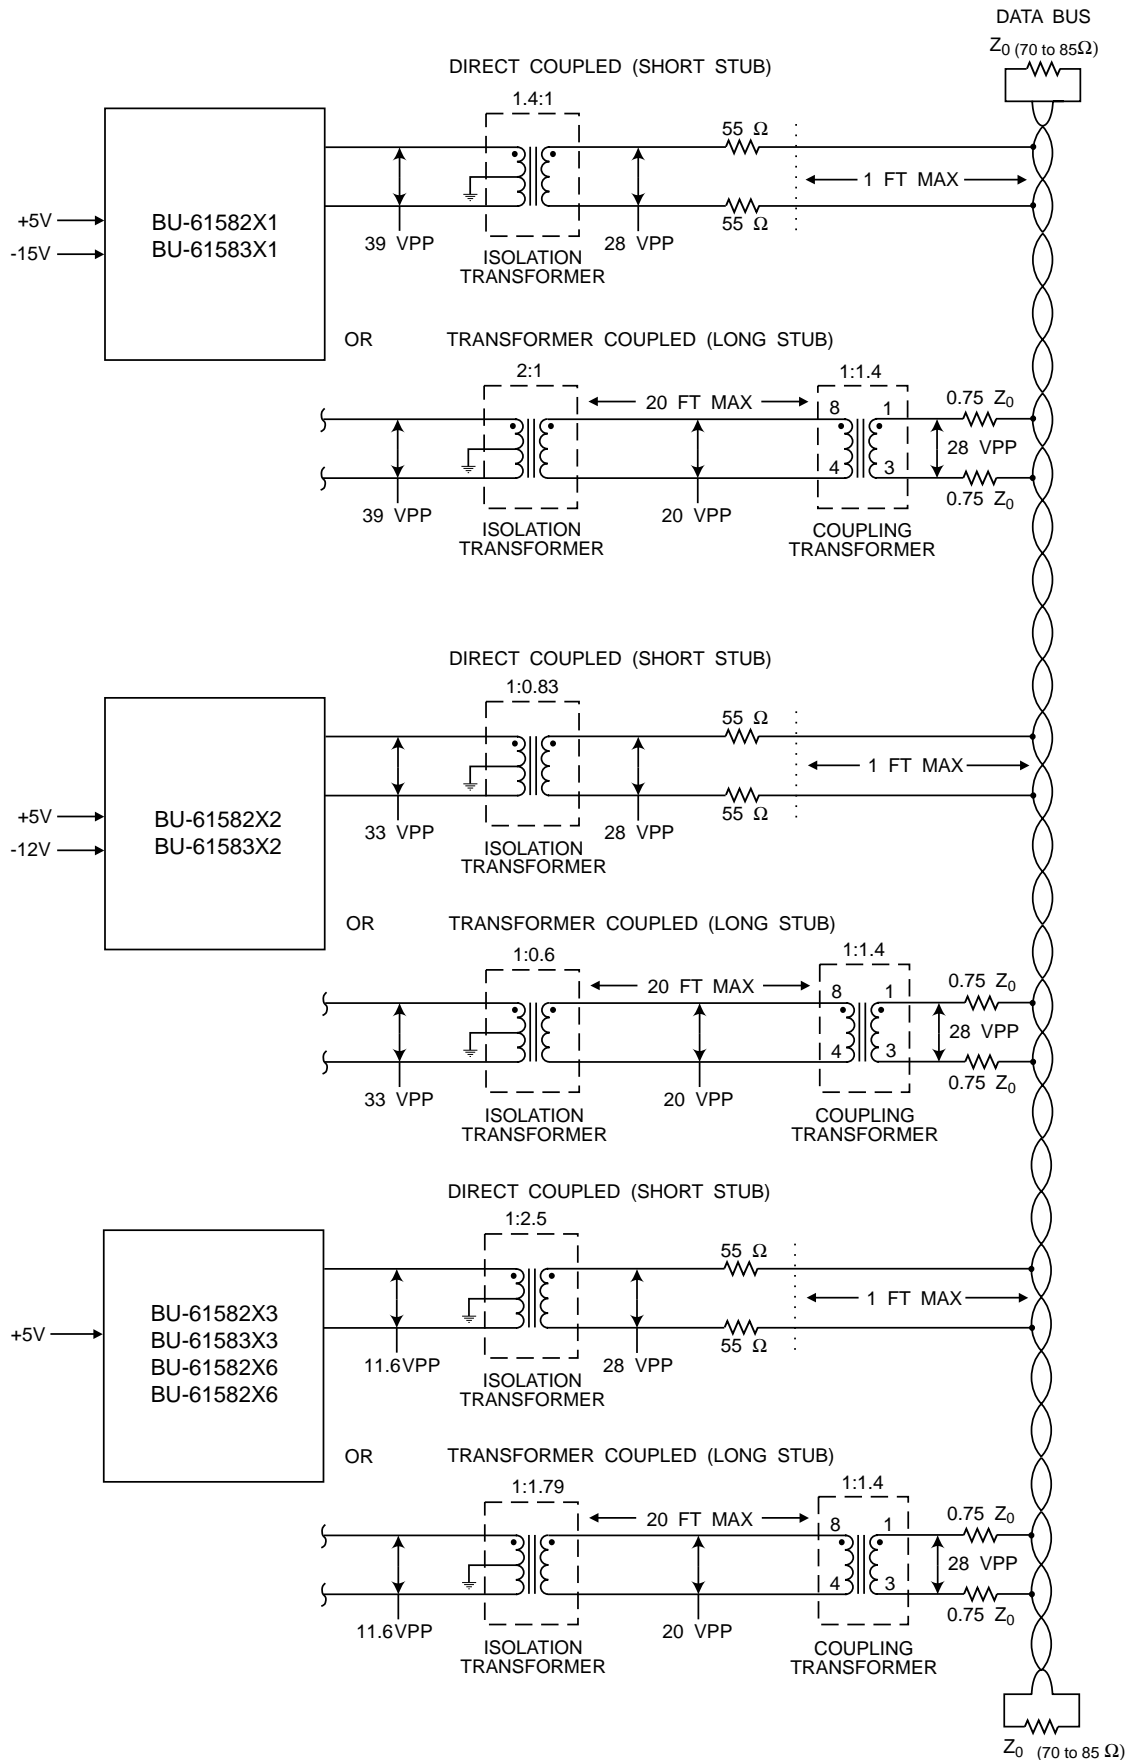 DATA BUS
Z0 (70 to 85Ω)
DIRECT COUPLED (SHORT STUB)
1.4:1
55 Ω
1 FT MAX
+5V
-15V
BU-61582X1
BU-61583X1
39 VPP
28 VPP
55 Ω
ISOLATION
TRANSFORMER
OR
TRANSFORMER COUPLED (LONG STUB)
2:1
20 FT MAX
1:1.4
8
1
0.75 Z0
28 VPP
4
3
0.75 Z0
39 VPP
20 VPP
ISOLATION
TRANSFORMER
COUPLING
TRANSFORMER
DIRECT COUPLED (SHORT STUB)
1:0.83
55 Ω
1 FT MAX
+5V
-12V
BU-61582X2
BU-61583X2
33 VPP
28 VPP
55 Ω
ISOLATION
TRANSFORMER
OR
TRANSFORMER COUPLED (LONG STUB)
1:0.6
20 FT MAX
1:1.4
8
1
0.75 Z0
28 VPP
4
3
0.75 Z0
33 VPP
20 VPP
ISOLATION
TRANSFORMER
COUPLING
TRANSFORMER
DIRECT COUPLED (SHORT STUB)
1:2.5
55 Ω
1 FT MAX
+5V
BU-61582X3
BU-61583X3
BU-61582X6
BU-61582X6
11.6VPP
28 VPP
55 Ω
ISOLATION
TRANSFORMER
OR
TRANSFORMER COUPLED (LONG STUB)
1:1.79
20 FT MAX
1:1.4
8
1
0.75 Z0
28 VPP
4
3
0.75 Z0
11.6VPP
20 VPP
ISOLATION
TRANSFORMER
COUPLING
TRANSFORMER
Z0 (70 to 85 Ω)